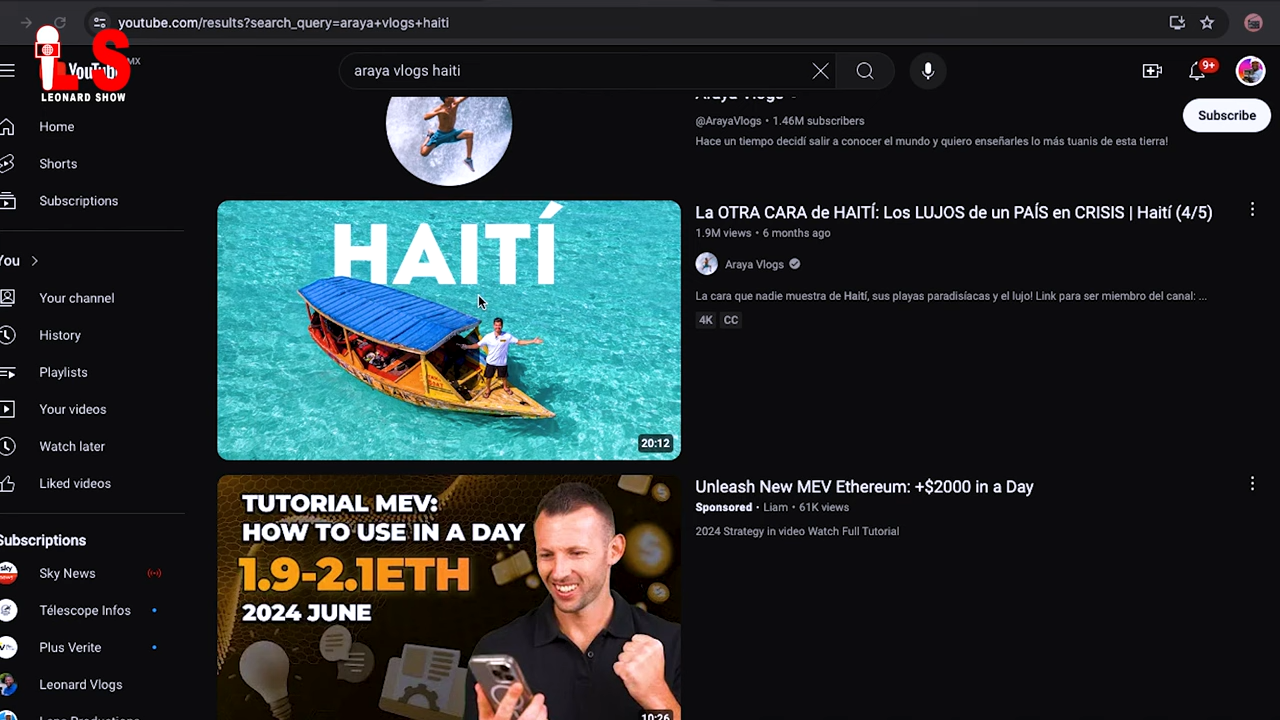 youtube.com/results?search_query=araya+vlogs+haiti
LS
LEONARD SHOW
YouTube
MX
araya vlogs haiti
9+
Home
Shorts
Subscriptions
You
Your channel
History
Playlists
Your videos
Watch later
Liked videos
Subscriptions
Sky News
Télescope Infos
Plus Verite
Leonard Vlogs
Lens Productions
Araya Vlogs
@ArayaVlogs • 1.46M subscribers
Hace un tiempo decidí salir a conocer el mundo y quiero enseñarles lo más tuanis de esta tierra!
Subscribe
HAITÍ
20:12
La OTRA CARA de HAITÍ: Los LUJOS de un PAÍS en CRISIS | Haití (4/5)
1.9M views • 6 months ago
Araya Vlogs
La cara que nadie muestra de Haití, sus playas paradisíacas y el lujo! Link para ser miembro del canal: ...
4K CC
TUTORIAL MEV:
HOW TO USE IN A DAY
1.9-2.1ETH
2024 JUNE
10:26
Unleash New MEV Ethereum: +$2000 in a Day
Sponsored • Liam • 61K views
2024 Strategy in video Watch Full Tutorial